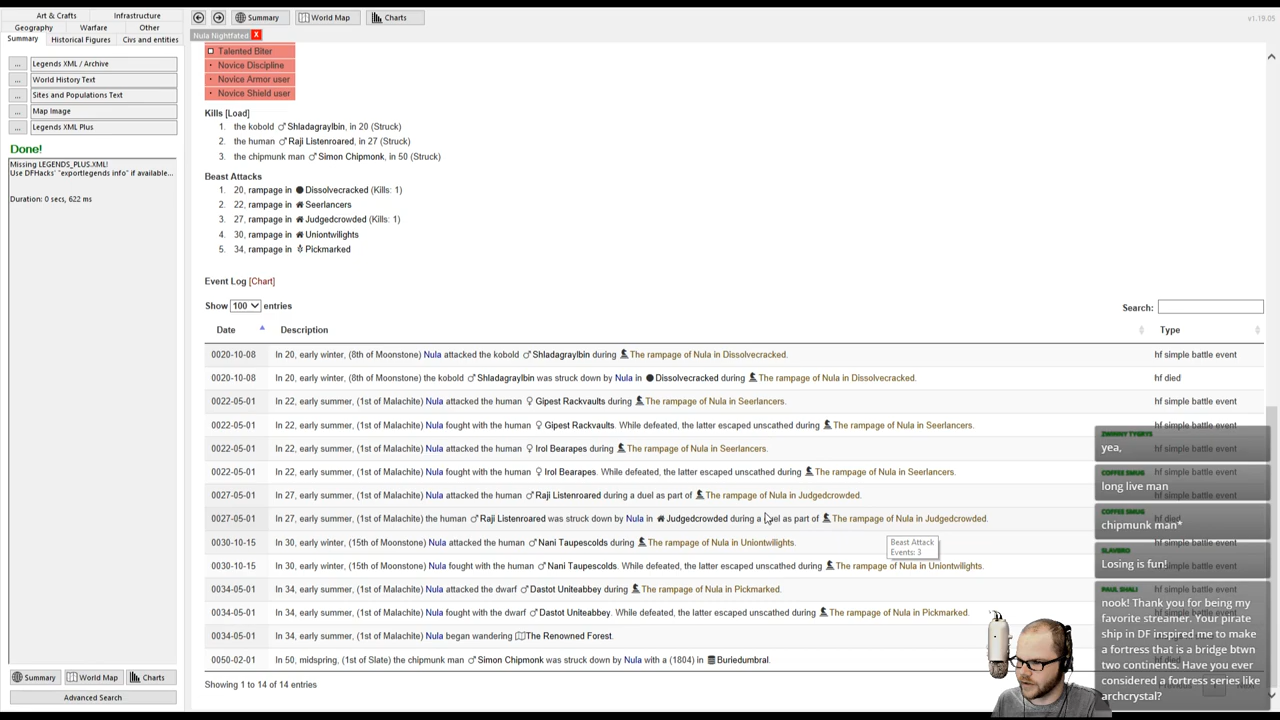 Art & Crafts Infrastructure
Geography Warfare Other
Summary Historical Figures Civs and entities
... Legends XML / Archive
... World History Text
... Sites and Populations Text
... Map Image
... Legends XML Plus
Done!
Missing LEGENDS_PLUS.XML!
Use DFHacks' "exportlegends info" if available...
Duration: 0 secs, 622 ms
Summary World Map Charts
Advanced Search
Summary World Map Charts
v1.19.05
Nula Nightfated X
Talented Biter
Novice Discipline
Novice Armor user
Novice Shield user
Kills [Load]
1. the kobold ♂ Shladagraylbin, in 20 (Struck)
2. the human ♂ Raji Listenroared, in 27 (Struck)
3. the chipmunk man ♂ Simon Chipmonk, in 50 (Struck)
Beast Attacks
1. 20, rampage in Dissolvecracked (Kills: 1)
2. 22, rampage in Seerlancers
3. 27, rampage in Judgedcrowded (Kills: 1)
4. 30, rampage in Uniontwilights
5. 34, rampage in Pickmarked
Event Log [Chart]
Show 100 entries
Search:
Date Description Type
0020-10-08 In 20, early winter, (8th of Moonstone) Nula attacked the kobold ♂ Shladagraylbin during The rampage of Nula in Dissolvecracked. hf simple battle event
0020-10-08 In 20, early winter, (8th of Moonstone) the kobold ♂ Shladagraylbin was struck down by Nula in Dissolvecracked during The rampage of Nula in Dissolvecracked. hf died
0022-05-01 In 22, early summer, (1st of Malachite) Nula attacked the human ♀ Gipest Rackvaults during The rampage of Nula in Seerlancers. hf simple battle event
0022-05-01 In 22, early summer, (1st of Malachite) Nula fought with the human ♀ Gipest Rackvaults. While defeated, the latter escaped unscathed during The rampage of Nula in Seerlancers.
0022-05-01 In 22, early summer, (1st of Malachite) Nula attacked the human ♀ Irol Bearapes during The rampage of Nula in Seerlancers.
0022-05-01 In 22, early summer, (1st of Malachite) Nula fought with the human ♀ Irol Bearapes. While defeated, the latter escaped unscathed during The rampage of Nula in Seerlancers.
0027-05-01 In 27, early summer, (1st of Malachite) Nula attacked the human ♂ Raji Listenroared during a duel as part of The rampage of Nula in Judgedcrowded.
0027-05-01 In 27, early summer, (1st of Malachite) the human ♂ Raji Listenroared was struck down by Nula in Judgedcrowded during a duel as part of The rampage of Nula in Judgedcrowded.
0030-10-15 In 30, early winter, (15th of Moonstone) Nula attacked the human ♂ Nani Taupescolds during The rampage of Nula in Uniontwilights.
0030-10-15 In 30, early winter, (15th of Moonstone) Nula fought with the human ♂ Nani Taupescolds. While defeated, the latter escaped unscathed during The rampage of Nula in Uniontwilights.
0034-05-01 In 34, early summer, (1st of Malachite) Nula attacked the dwarf ♂ Dastot Uniteabbey during The rampage of Nula in Pickmarked.
0034-05-01 In 34, early summer, (1st of Malachite) Nula fought with the dwarf ♂ Dastot Uniteabbey. While defeated, the latter escaped unscathed during The rampage of Nula in Pickmarked.
0034-05-01 In 34, early summer, (1st of Malachite) Nula began wandering The Renowned Forest.
0050-02-01 In 50, midspring, (1st of Slate) the chipmunk man ♂ Simon Chipmonk was struck down by Nula with a (1804) in Buriedumbral.
Showing 1 to 14 of 14 entries
Beast Attack
Events: 3
yea,
COFFEE SMUG
long live man
COFFEE SMUG
chipmunk man*
SLAVIERO
Losing is fun!
PAUL SHALI
nook! Thank you for being my
favorite streamer. Your pirate
ship in DF inspired me to make
a fortress that is a bridge btwn
two continents. Have you ever
considered a fortress series like
archcrystal?